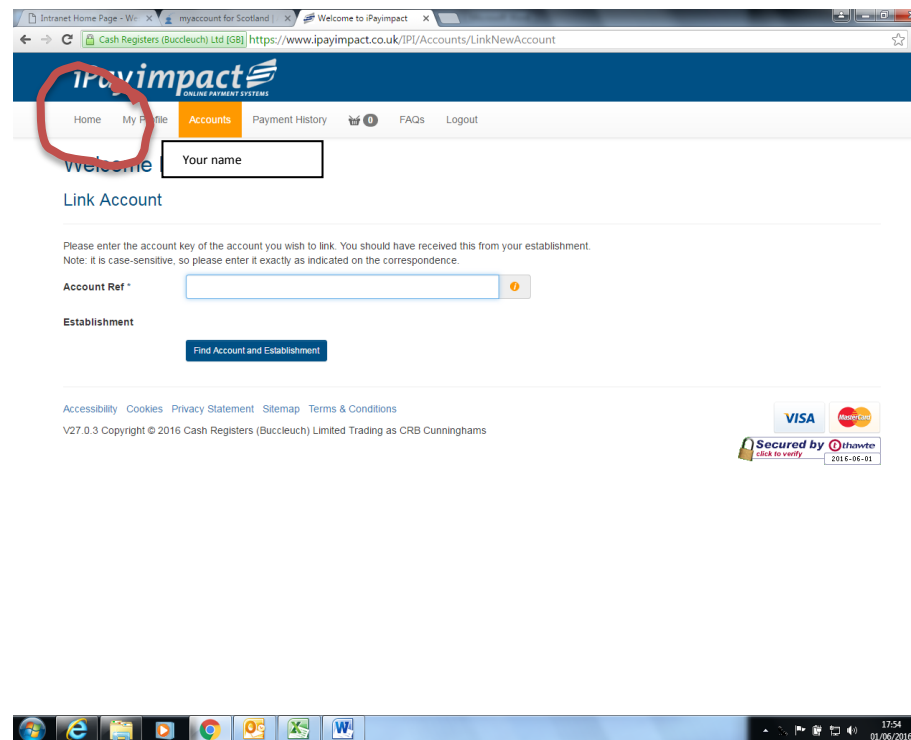 Intranet Home Page - We
myaccount for Scotland |
Welcome to iPayimpact
Cash Registers (Buccleuch) Ltd [GB] https://www.ipayimpact.co.uk/IPI/Accounts/LinkNewAccount
iPayimpact
ONLINE PAYMENT SYSTEMS
Home My Profile Accounts Payment History 0 FAQs Logout
Welcome
Your name
Link Account
Please enter the account key of the account you wish to link. You should have received this from your establishment.
Note: it is case-sensitive, so please enter it exactly as indicated on the correspondence.
Account Ref *
Establishment
Find Account and Establishment
Accessibility Cookies Privacy Statement Sitemap Terms & Conditions
V27.0.3 Copyright © 2016 Cash Registers (Buccleuch) Limited Trading as CRB Cunninghams
VISA MasterCard
Secured by thawte
click to verify
2016-06-01
17:54
01/06/2016